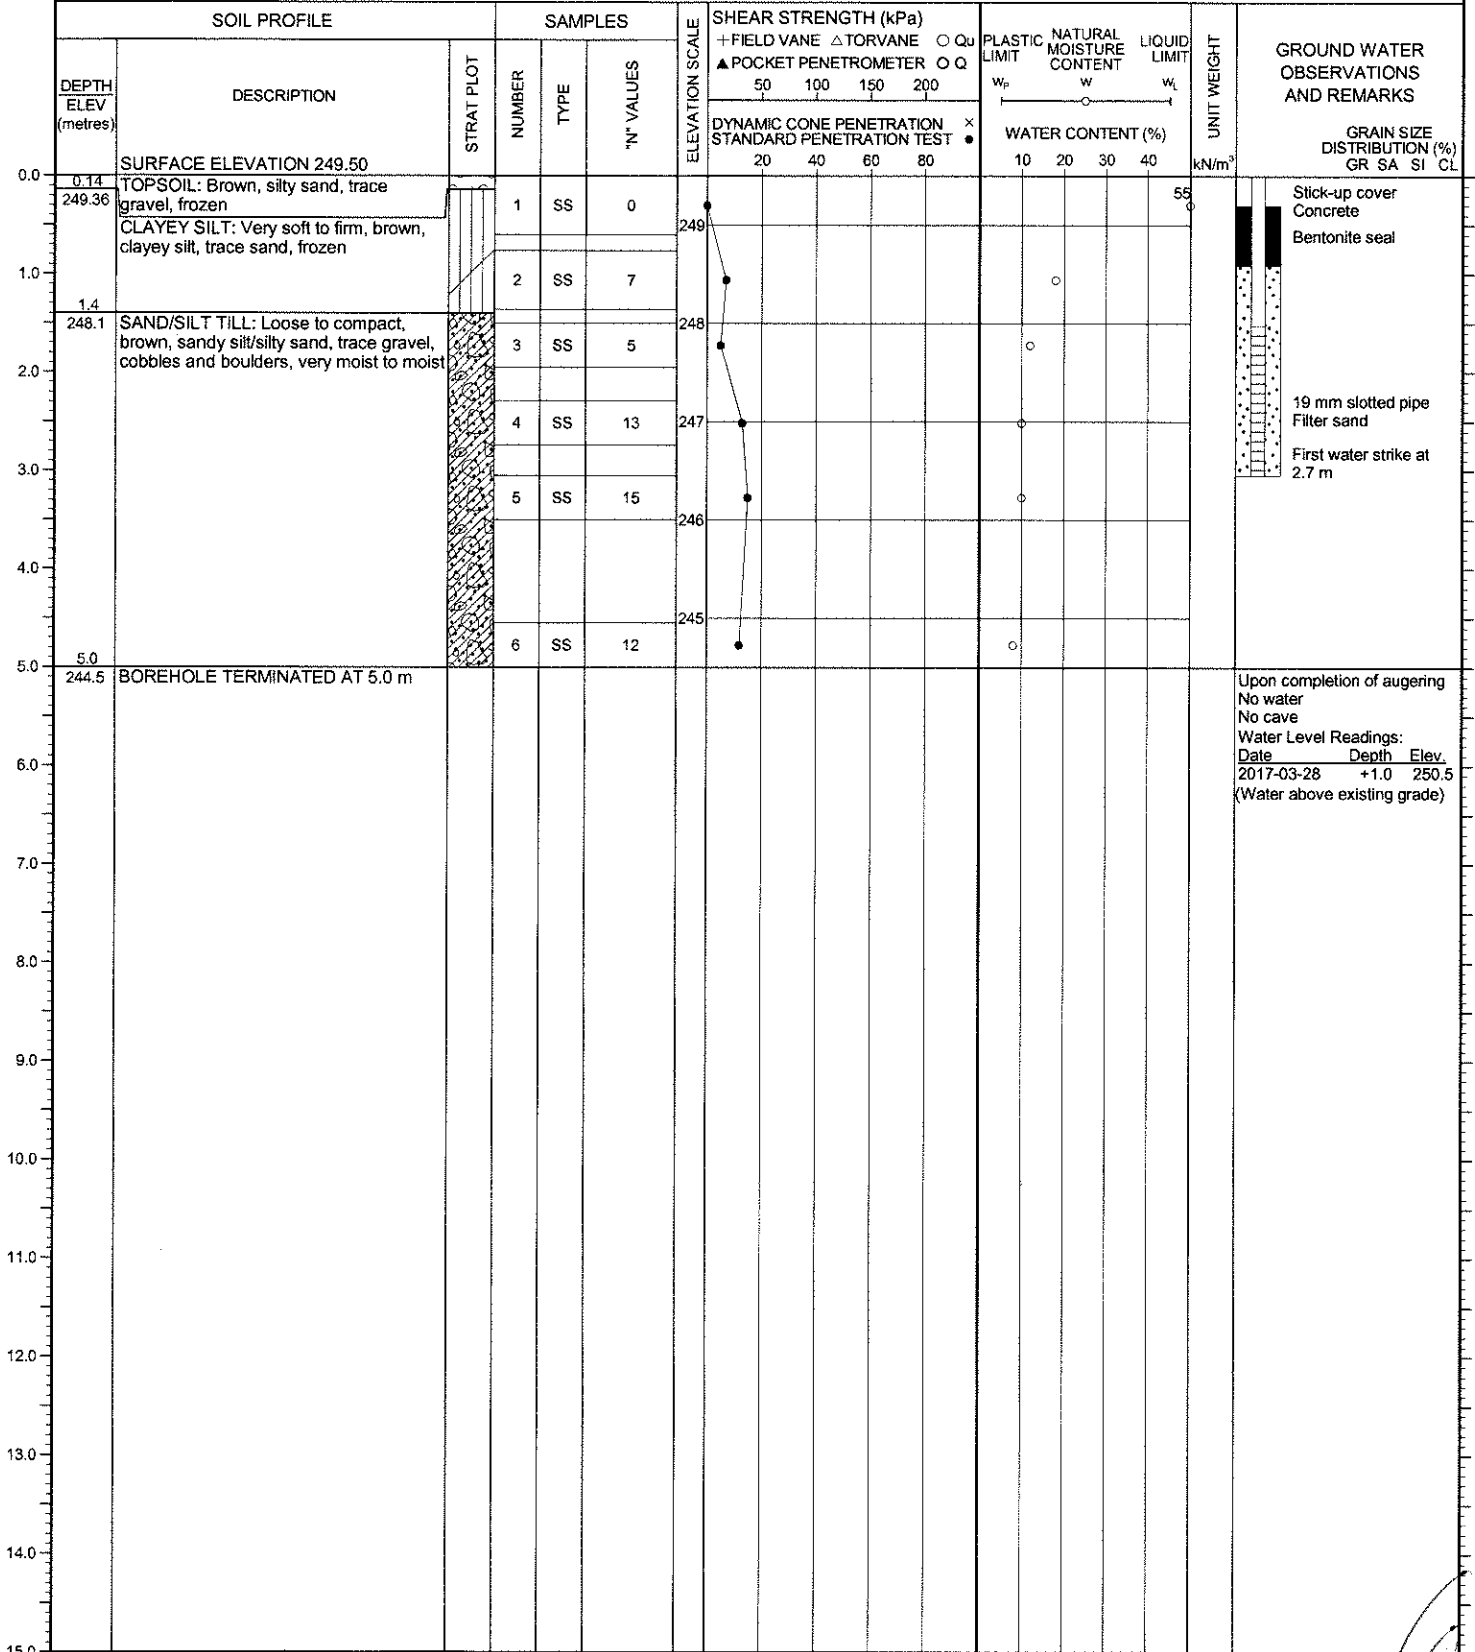 SOIL PROFILE
SAMPLES
DEPTH
ELEV
(metres)
DESCRIPTION
STRAT PLOT
NUMBER
TYPE
"N" VALUES
ELEVATION SCALE
SHEAR STRENGTH (kPa)
+FIELD VANE △TORVANE ○ Qu
▲POCKET PENETROMETER O Q
50 100 150 200
DYNAMIC CONE PENETRATION ×
STANDARD PENETRATION TEST ●
20 40 60 80
PLASTIC LIMIT
NATURAL MOISTURE CONTENT
LIQUID LIMIT
WP W WL
WATER CONTENT (%)
10 20 30 40
UNIT WEIGHT
kN/m³
GROUND WATER
OBSERVATIONS
AND REMARKS
GRAIN SIZE
DISTRIBUTION (%)
GR SA SI CL
SURFACE ELEVATION 249.50
0.0
0.14
249.36
TOPSOIL: Brown, silty sand, trace
gravel, frozen
CLAYEY SILT: Very soft to firm, brown,
clayey silt, trace sand, frozen
1 SS 0
55
249
Stick-up cover
Concrete
Bentonite seal
1.0
2 SS 7
1.4
248.1
SAND/SILT TILL: Loose to compact,
brown, sandy silt/silty sand, trace gravel,
cobbles and boulders, very moist to moist
248
3 SS 5
2.0
4 SS 13
247
19 mm slotted pipe
Filter sand
First water strike at
2.7 m
3.0
5 SS 15
246
4.0
245
6 SS 12
5.0
5.0
244.5
BOREHOLE TERMINATED AT 5.0 m
Upon completion of augering
No water
No cave
Water Level Readings:
Date Depth Elev.
2017-03-28 +1.0 250.5
(Water above existing grade)
6.0
7.0
8.0
9.0
10.0
11.0
12.0
13.0
14.0
15.0